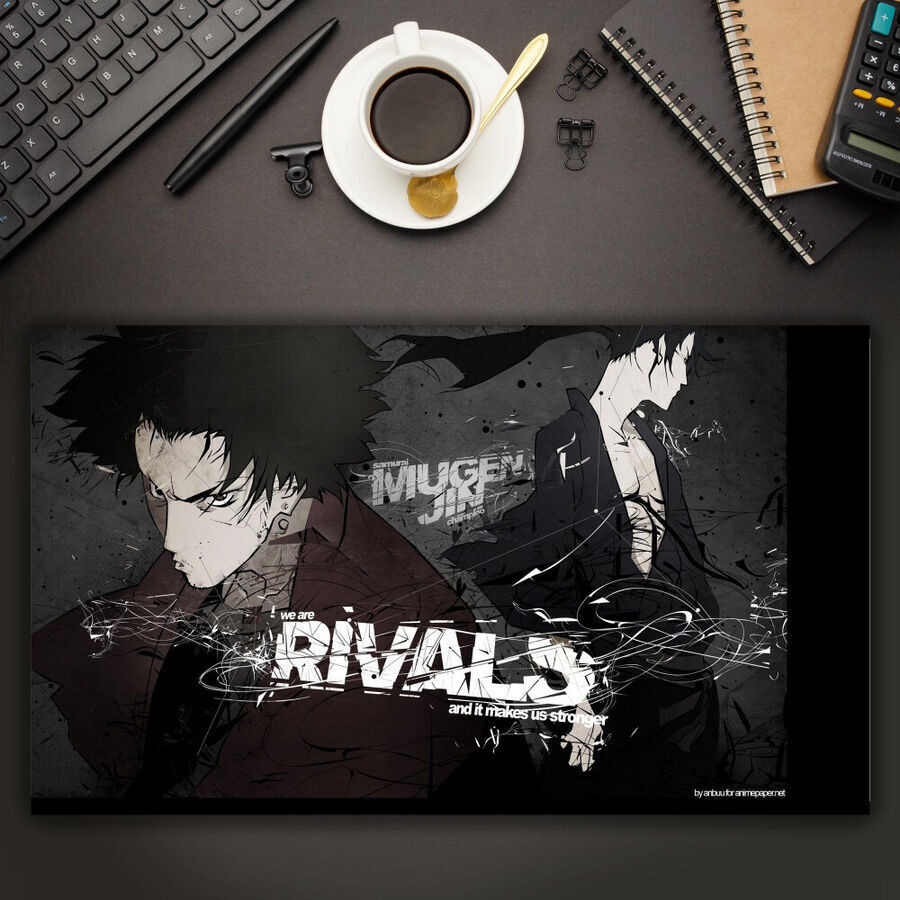 samurai
MUGEN
JIN
champloo
we are
RiVALS
and it makes us stronger
by anbuu for animepaper.net